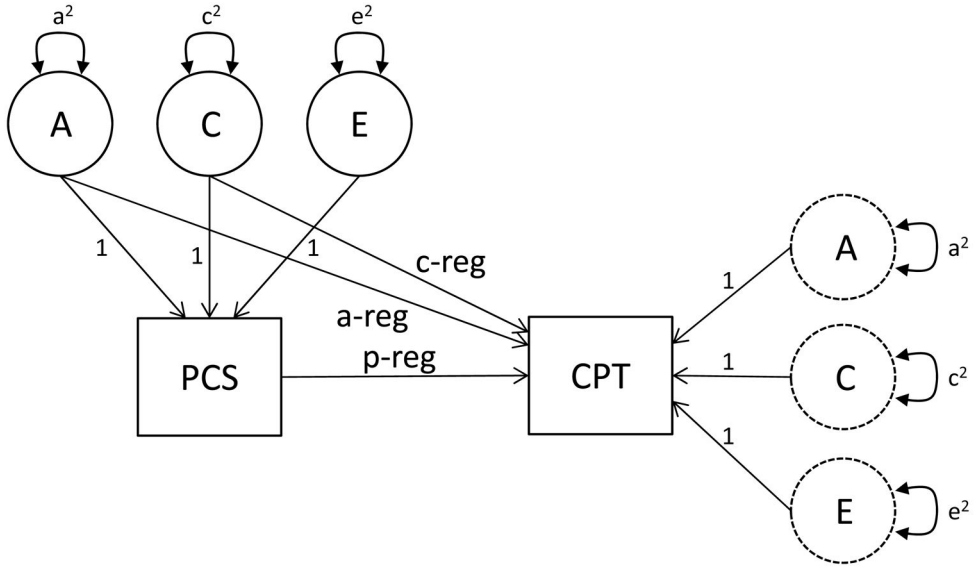 a²
c²
e²
A
C
E
1
1
1
c-reg
a-reg
p-reg
PCS
CPT
1
A
a²
1
C
c²
1
E
e²